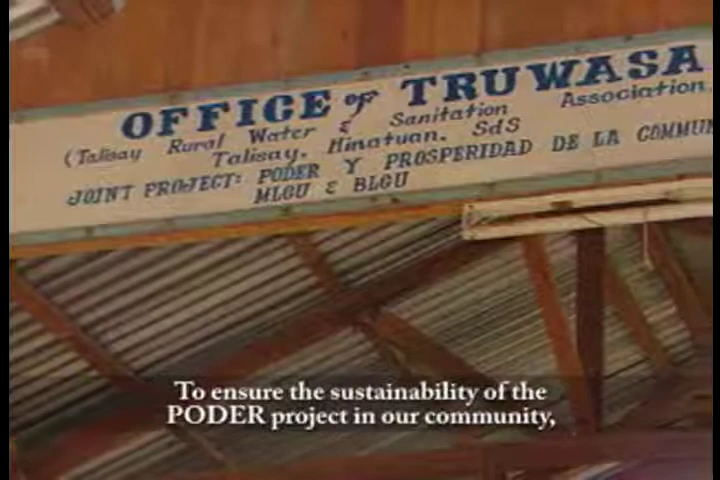 OFFICE of TRUWASA
(Talisay Rural Water & Sanitation Association
Talisay, Hinatuan, SdS
JOINT PROJECT: PODER Y PROSPERIDAD DE LA COMMUN
MLGU & BLGU
To ensure the sustainability of the
PODER project in our community,